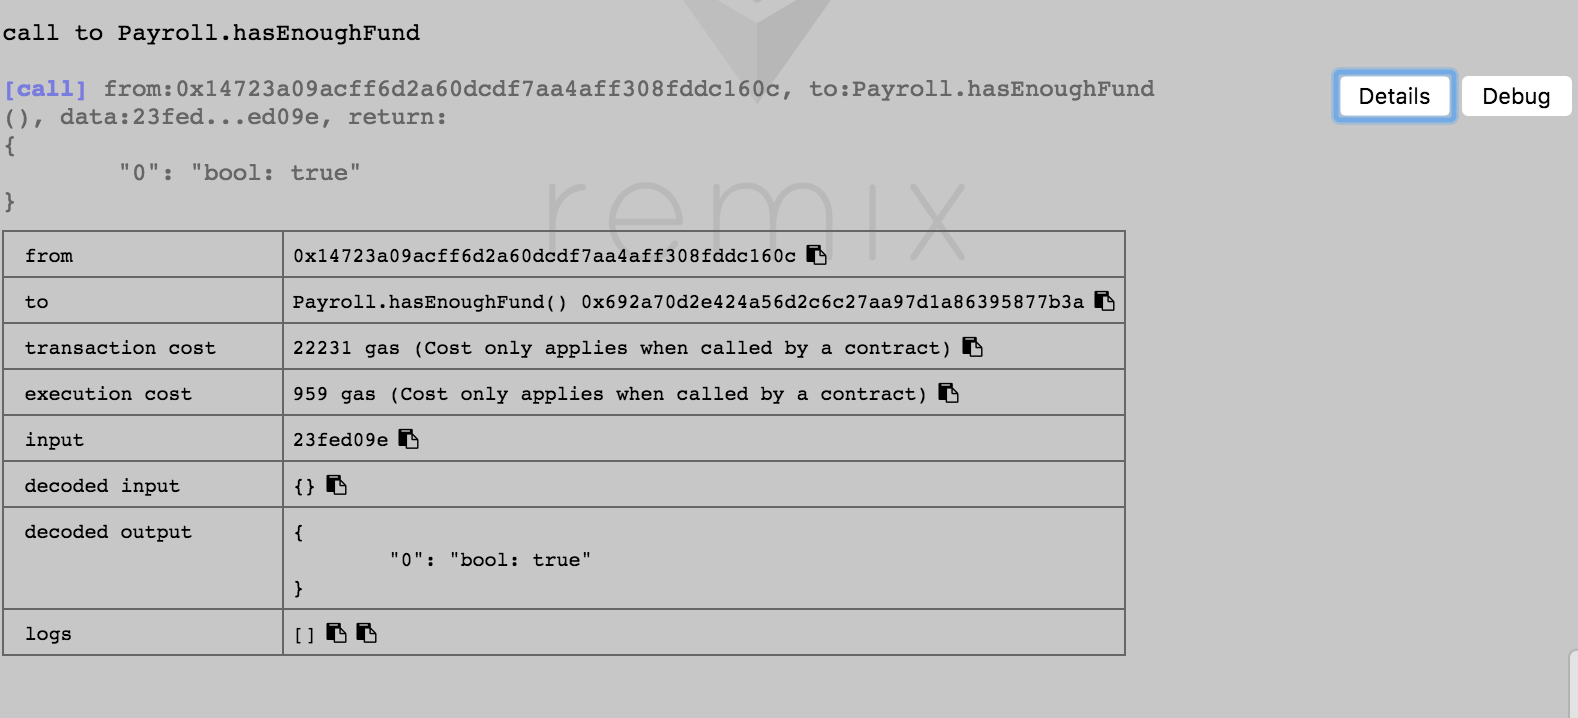 call to Payroll.hasEnoughFund
[call] from:0x14723a09acff6d2a60dcdf7aa4aff308fddc160c, to:Payroll.hasEnoughFund
(), data:23fed...ed09e, return:
{
"0": "bool: true"
}
Details
Debug
remix
from 0x14723a09acff6d2a60dcdf7aa4aff308fddc160c
to Payroll.hasEnoughFund() 0x692a70d2e424a56d2c6c27aa97d1a86395877b3a
transaction cost 22231 gas (Cost only applies when called by a contract)
execution cost 959 gas (Cost only applies when called by a contract)
input 23fed09e
decoded input {}
decoded output {
"0": "bool: true"
}
logs []